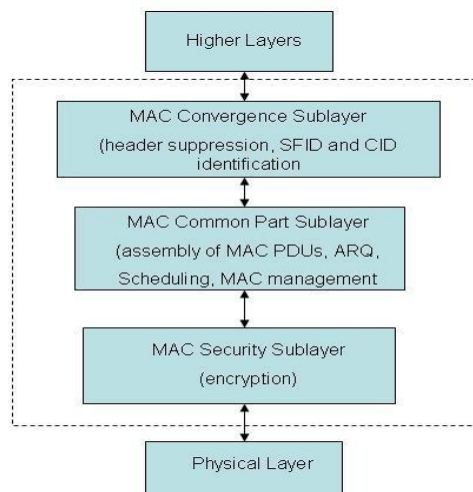 Higher Layers
MAC Convergence Sublayer
(header suppression, SFID and CID
identification
MAC Common Part Sublayer
(assembly of MAC PDUs, ARQ,
Scheduling, MAC management
MAC Security Sublayer
(encryption)
Physical Layer